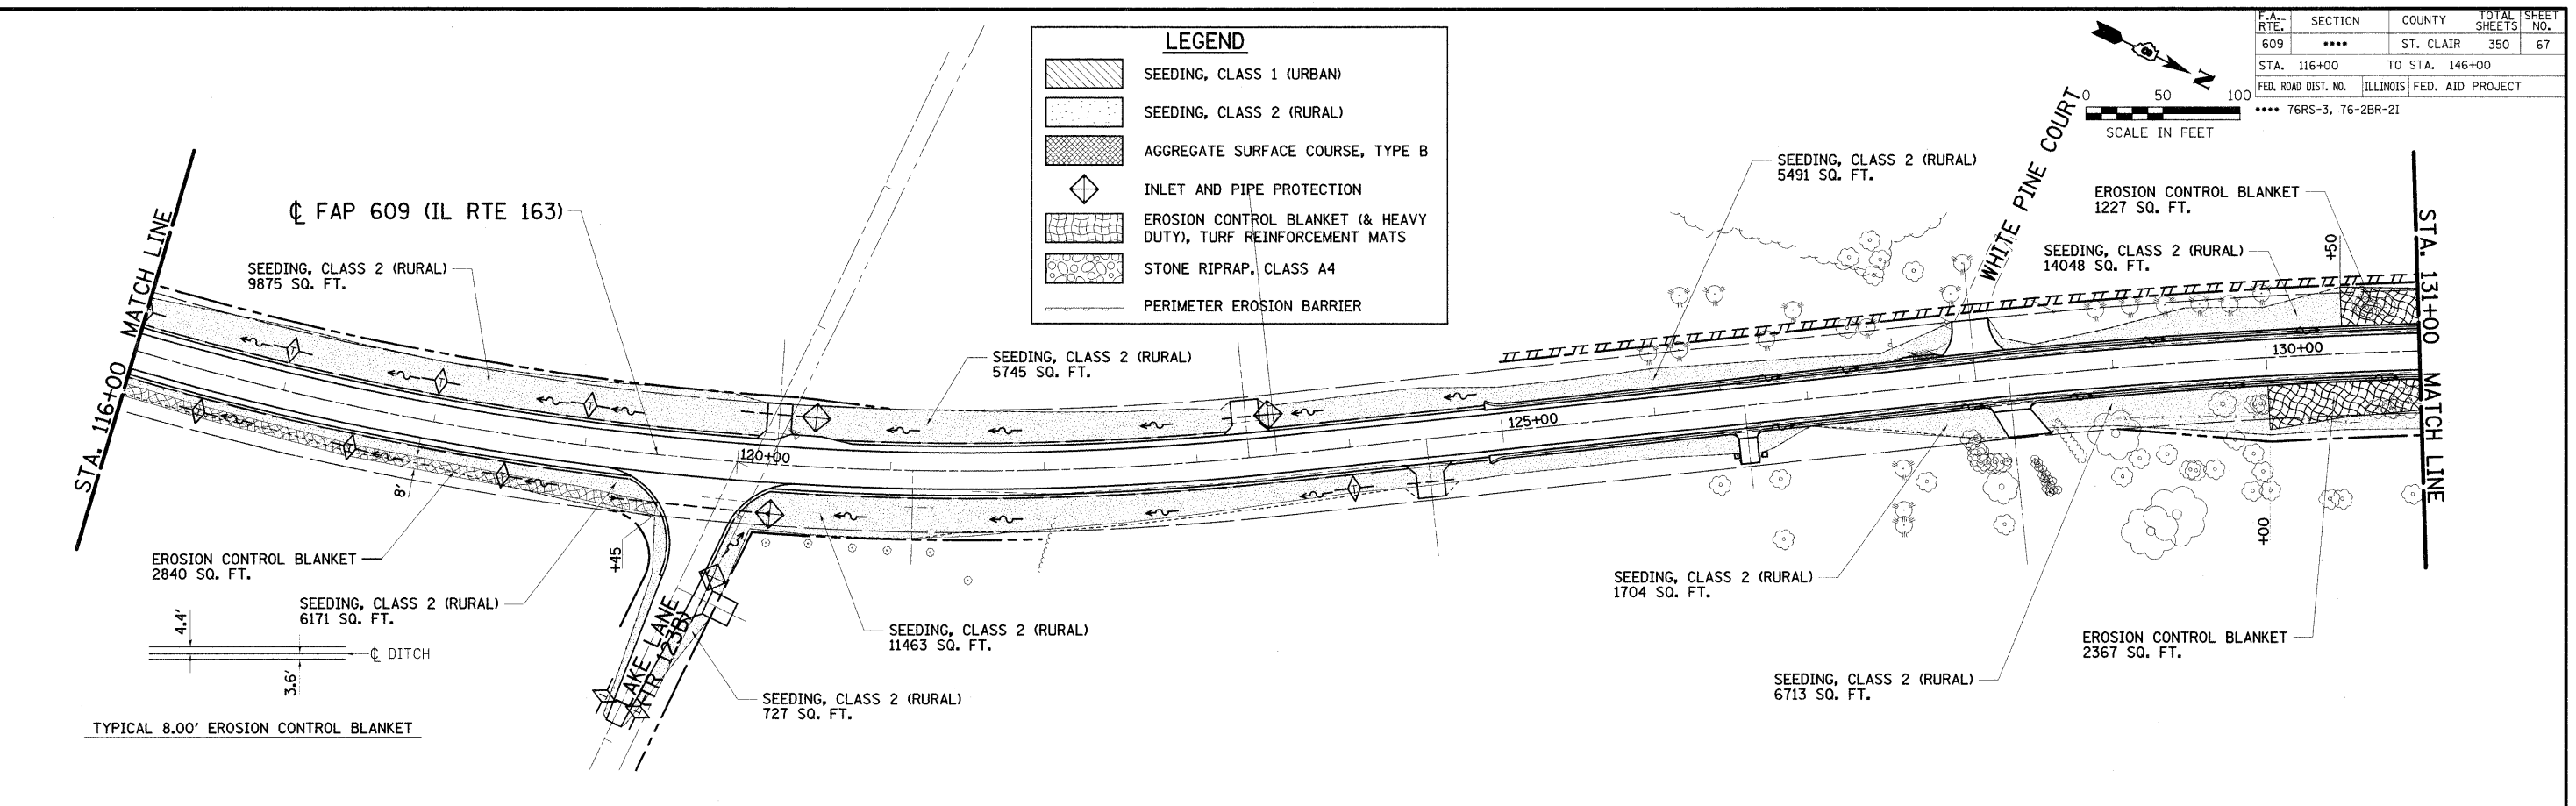 LEGEND
SEEDING, CLASS 1 (URBAN)
SEEDING, CLASS 2 (RURAL)
AGGREGATE SURFACE COURSE, TYPE B
INLET AND PIPE PROTECTION
EROSION CONTROL BLANKET (& HEAVY
DUTY), TURF REINFORCEMENT MATS
STONE RIPRAP, CLASS A4
PERIMETER EROSION BARRIER
N
0 50 100
SCALE IN FEET
F.A.. RTE. SECTION COUNTY TOTAL SHEETS SHEET NO.
609 **** ST. CLAIR 350 67
STA. 116+00 TO STA. 146+00
FED. ROAD DIST. NO. ILLINOIS FED. AID PROJECT
**** 76RS-3, 76-2BR-2I
STA. 116+00 MATCH LINE
℄ FAP 609 (IL RTE 163)
SEEDING, CLASS 2 (RURAL)
9875 SQ. FT.
SEEDING, CLASS 2 (RURAL)
5745 SQ. FT.
SEEDING, CLASS 2 (RURAL)
5491 SQ. FT.
WHITE PINE COURT
EROSION CONTROL BLANKET
1227 SQ. FT.
SEEDING, CLASS 2 (RURAL)
14048 SQ. FT.
+50
STA. 131+00 MATCH LINE
120+00
125+00
130+00
8'
+45
+00
EROSION CONTROL BLANKET
2840 SQ. FT.
SEEDING, CLASS 2 (RURAL)
6171 SQ. FT.
4.4'
3.6'
℄ DITCH
TYPICAL 8.00' EROSION CONTROL BLANKET
LAKE LANE
(TR 123B)
SEEDING, CLASS 2 (RURAL)
11463 SQ. FT.
SEEDING, CLASS 2 (RURAL)
727 SQ. FT.
SEEDING, CLASS 2 (RURAL)
1704 SQ. FT.
SEEDING, CLASS 2 (RURAL)
6713 SQ. FT.
EROSION CONTROL BLANKET
2367 SQ. FT.